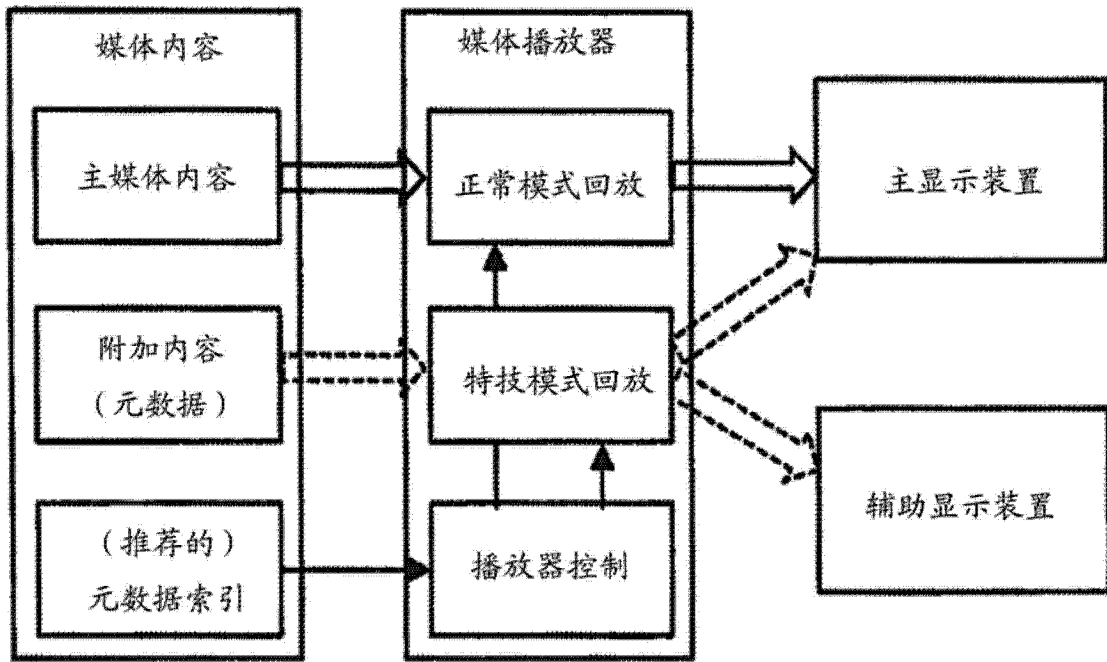 媒体内容
主媒体内容
附加内容
（元数据）
（推荐的）
元数据索引
媒体播放器
正常模式回放
特技模式回放
播放器控制
主显示装置
辅助显示装置